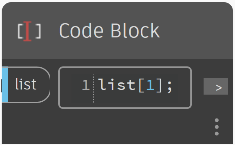 [I] Code Block
list 1 list[1]; >